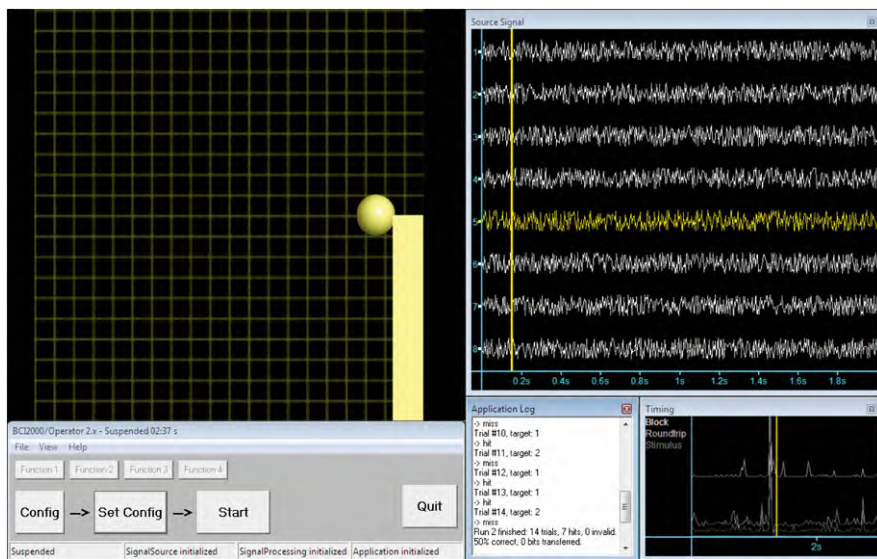 Source Signal
1
2
3
4
5
6
7
8
0.2s 0.4s 0.6s 0.8s 1s 1.2s 1.4s 1.6s 1.8s
BCI2000/Operator 2.x - Suspended 02:37 s
File View Help
Function 1 Function 2 Function 3 Function 4
Config --> Set Config --> Start Quit
Suspended SignalSource initialized SignalProcessing initialized Application initialized
Application Log
-> miss
Trial #10, target: 1
-> hit
Trial #11, target: 2
-> miss
Trial #12, target: 1
-> hit
Trial #13, target: 1
-> hit
Trial #14, target: 2
-> miss
Run 2 finished: 14 trials, 7 hits, 0 invalid.
50% correct, 0 bits transferred.
Timing
Block
Roundtrip
Stimulus
2s